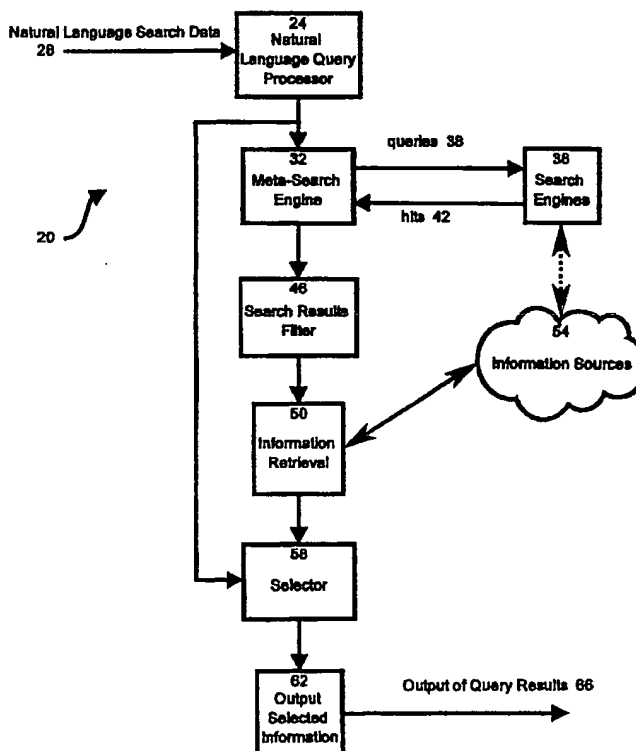 Natural Language Search Data
28
24
Natural
Language Query
Processor
queries 38
32
Meta-Search
Engine
36
Search
Engines
hits 42
20
46
Search Results
Filter
54
Information Sources
50
Information
Retrieval
58
Selector
62
Output
Selected
Information
Output of Query Results 66